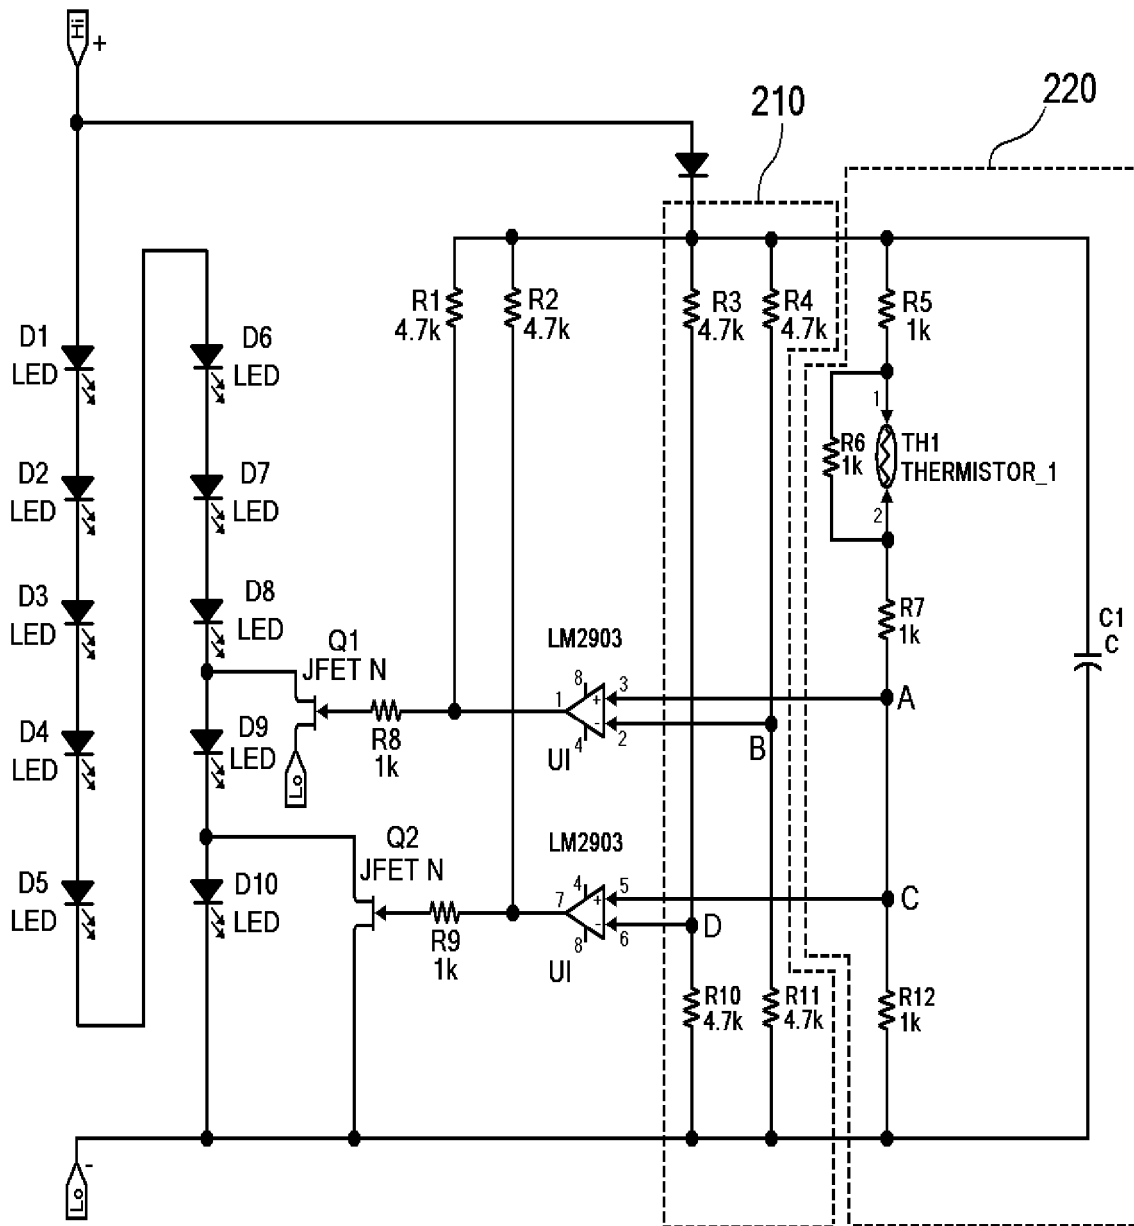 Hi
+
210
220
R1
4.7k
R2
4.7k
R3
4.7k
R4
4.7k
R5
1k
D1
LED
D6
LED
1
R6
1k
TH1
THERMISTOR_1
2
D2
LED
D7
LED
D3
LED
D8
LED
R7
1k
C1
C
Q1
JFET N
LM2903
8
1
+
3
-
2
4
UI
A
B
R8
1k
Lo
D4
LED
D9
LED
Q2
JFET N
LM2903
4
7
+
5
-
6
8
UI
C
D
R9
1k
D5
LED
D10
LED
R10
4.7k
R11
4.7k
R12
1k
-
Lo